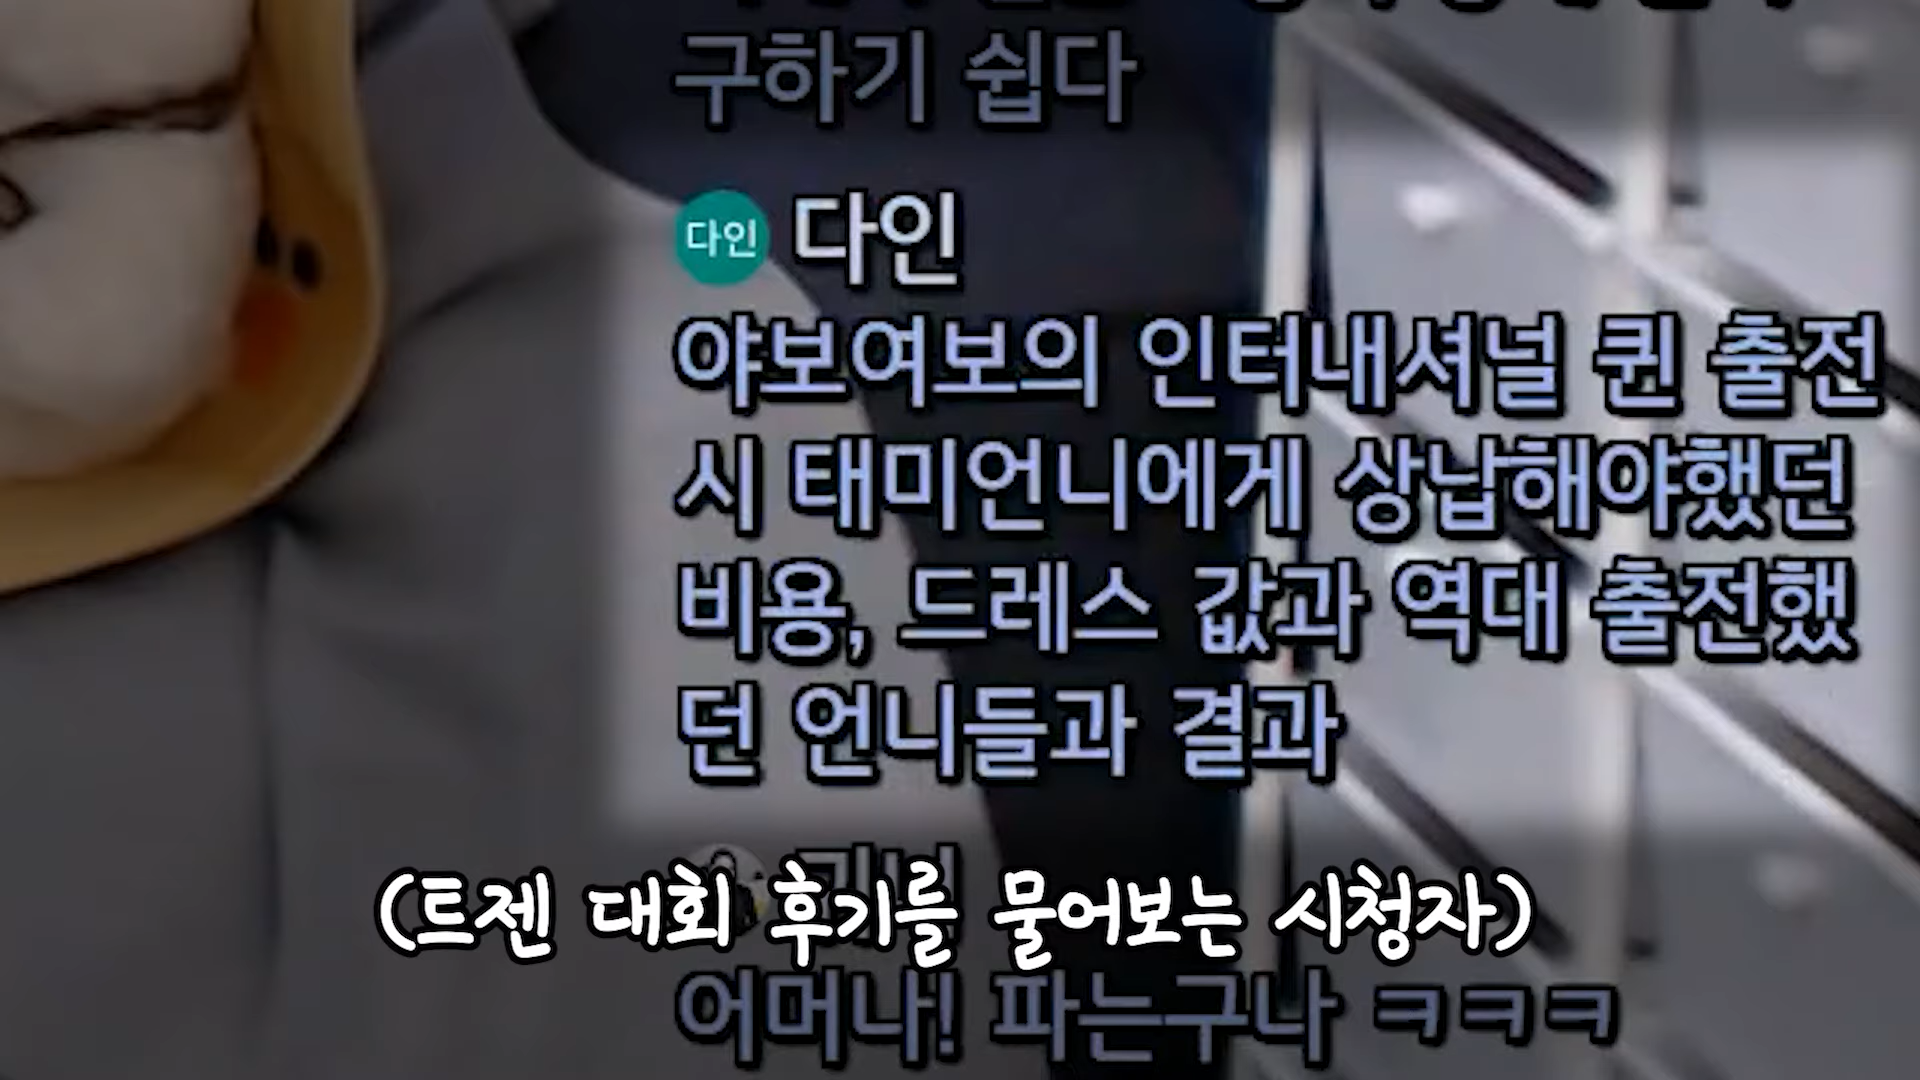 구하기 쉽다
다인 다인
야보여보의 인터내셔널 퀸 출전
시 태미언니에게 상납해야했던
비용, 드레스 값과 역대 출전했
던 언니들과 결과
(트젠 대회 후기를 물어보는 시청자)
어머나! 파는구나 ㅋㅋㅋ